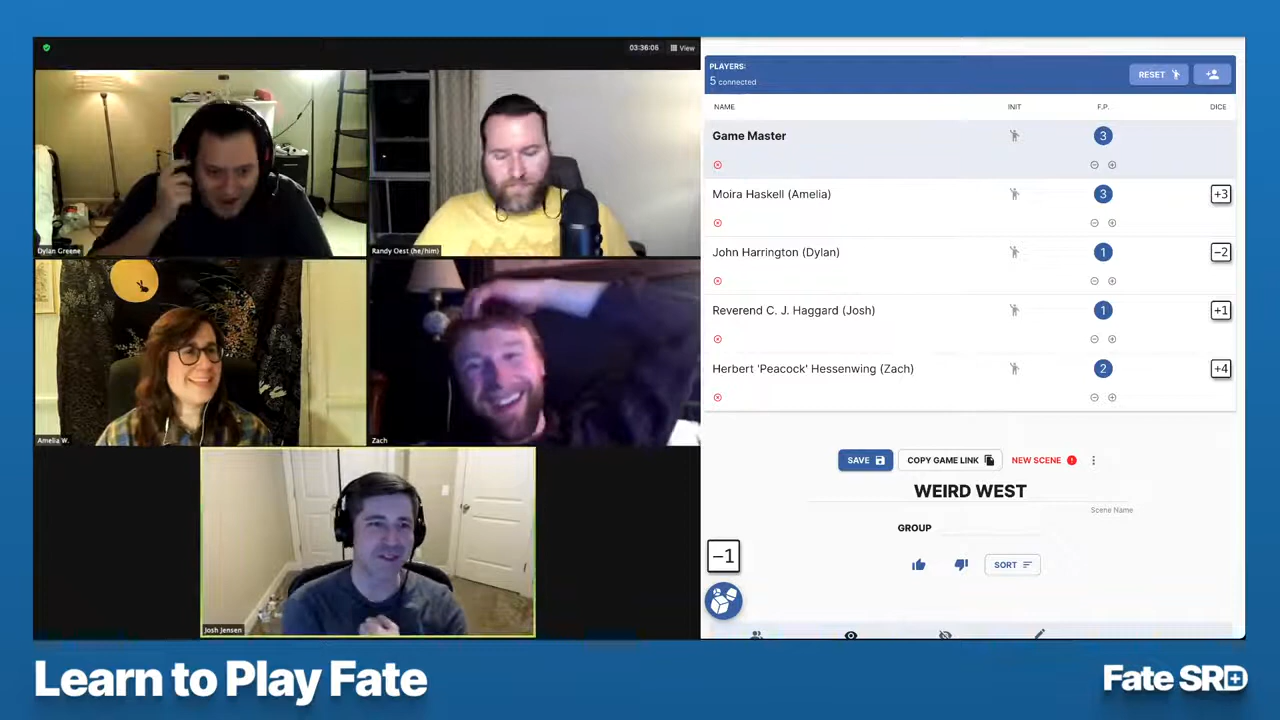 03:36:06 View
Dylan Greene
Randy Oest (he/him)
Amelia W.
Zach
Josh Jensen
PLAYERS:
5 connected
RESET
NAME INIT F.P. DICE
Game Master 3
Moira Haskell (Amelia) 3 +3
John Harrington (Dylan) 1 −2
Reverend C. J. Haggard (Josh) 1 +1
Herbert 'Peacock' Hessenwing (Zach) 2 +4
SAVE COPY GAME LINK NEW SCENE
WEIRD WEST
Scene Name
GROUP
−1
SORT
Learn to Play Fate
Fate SRD